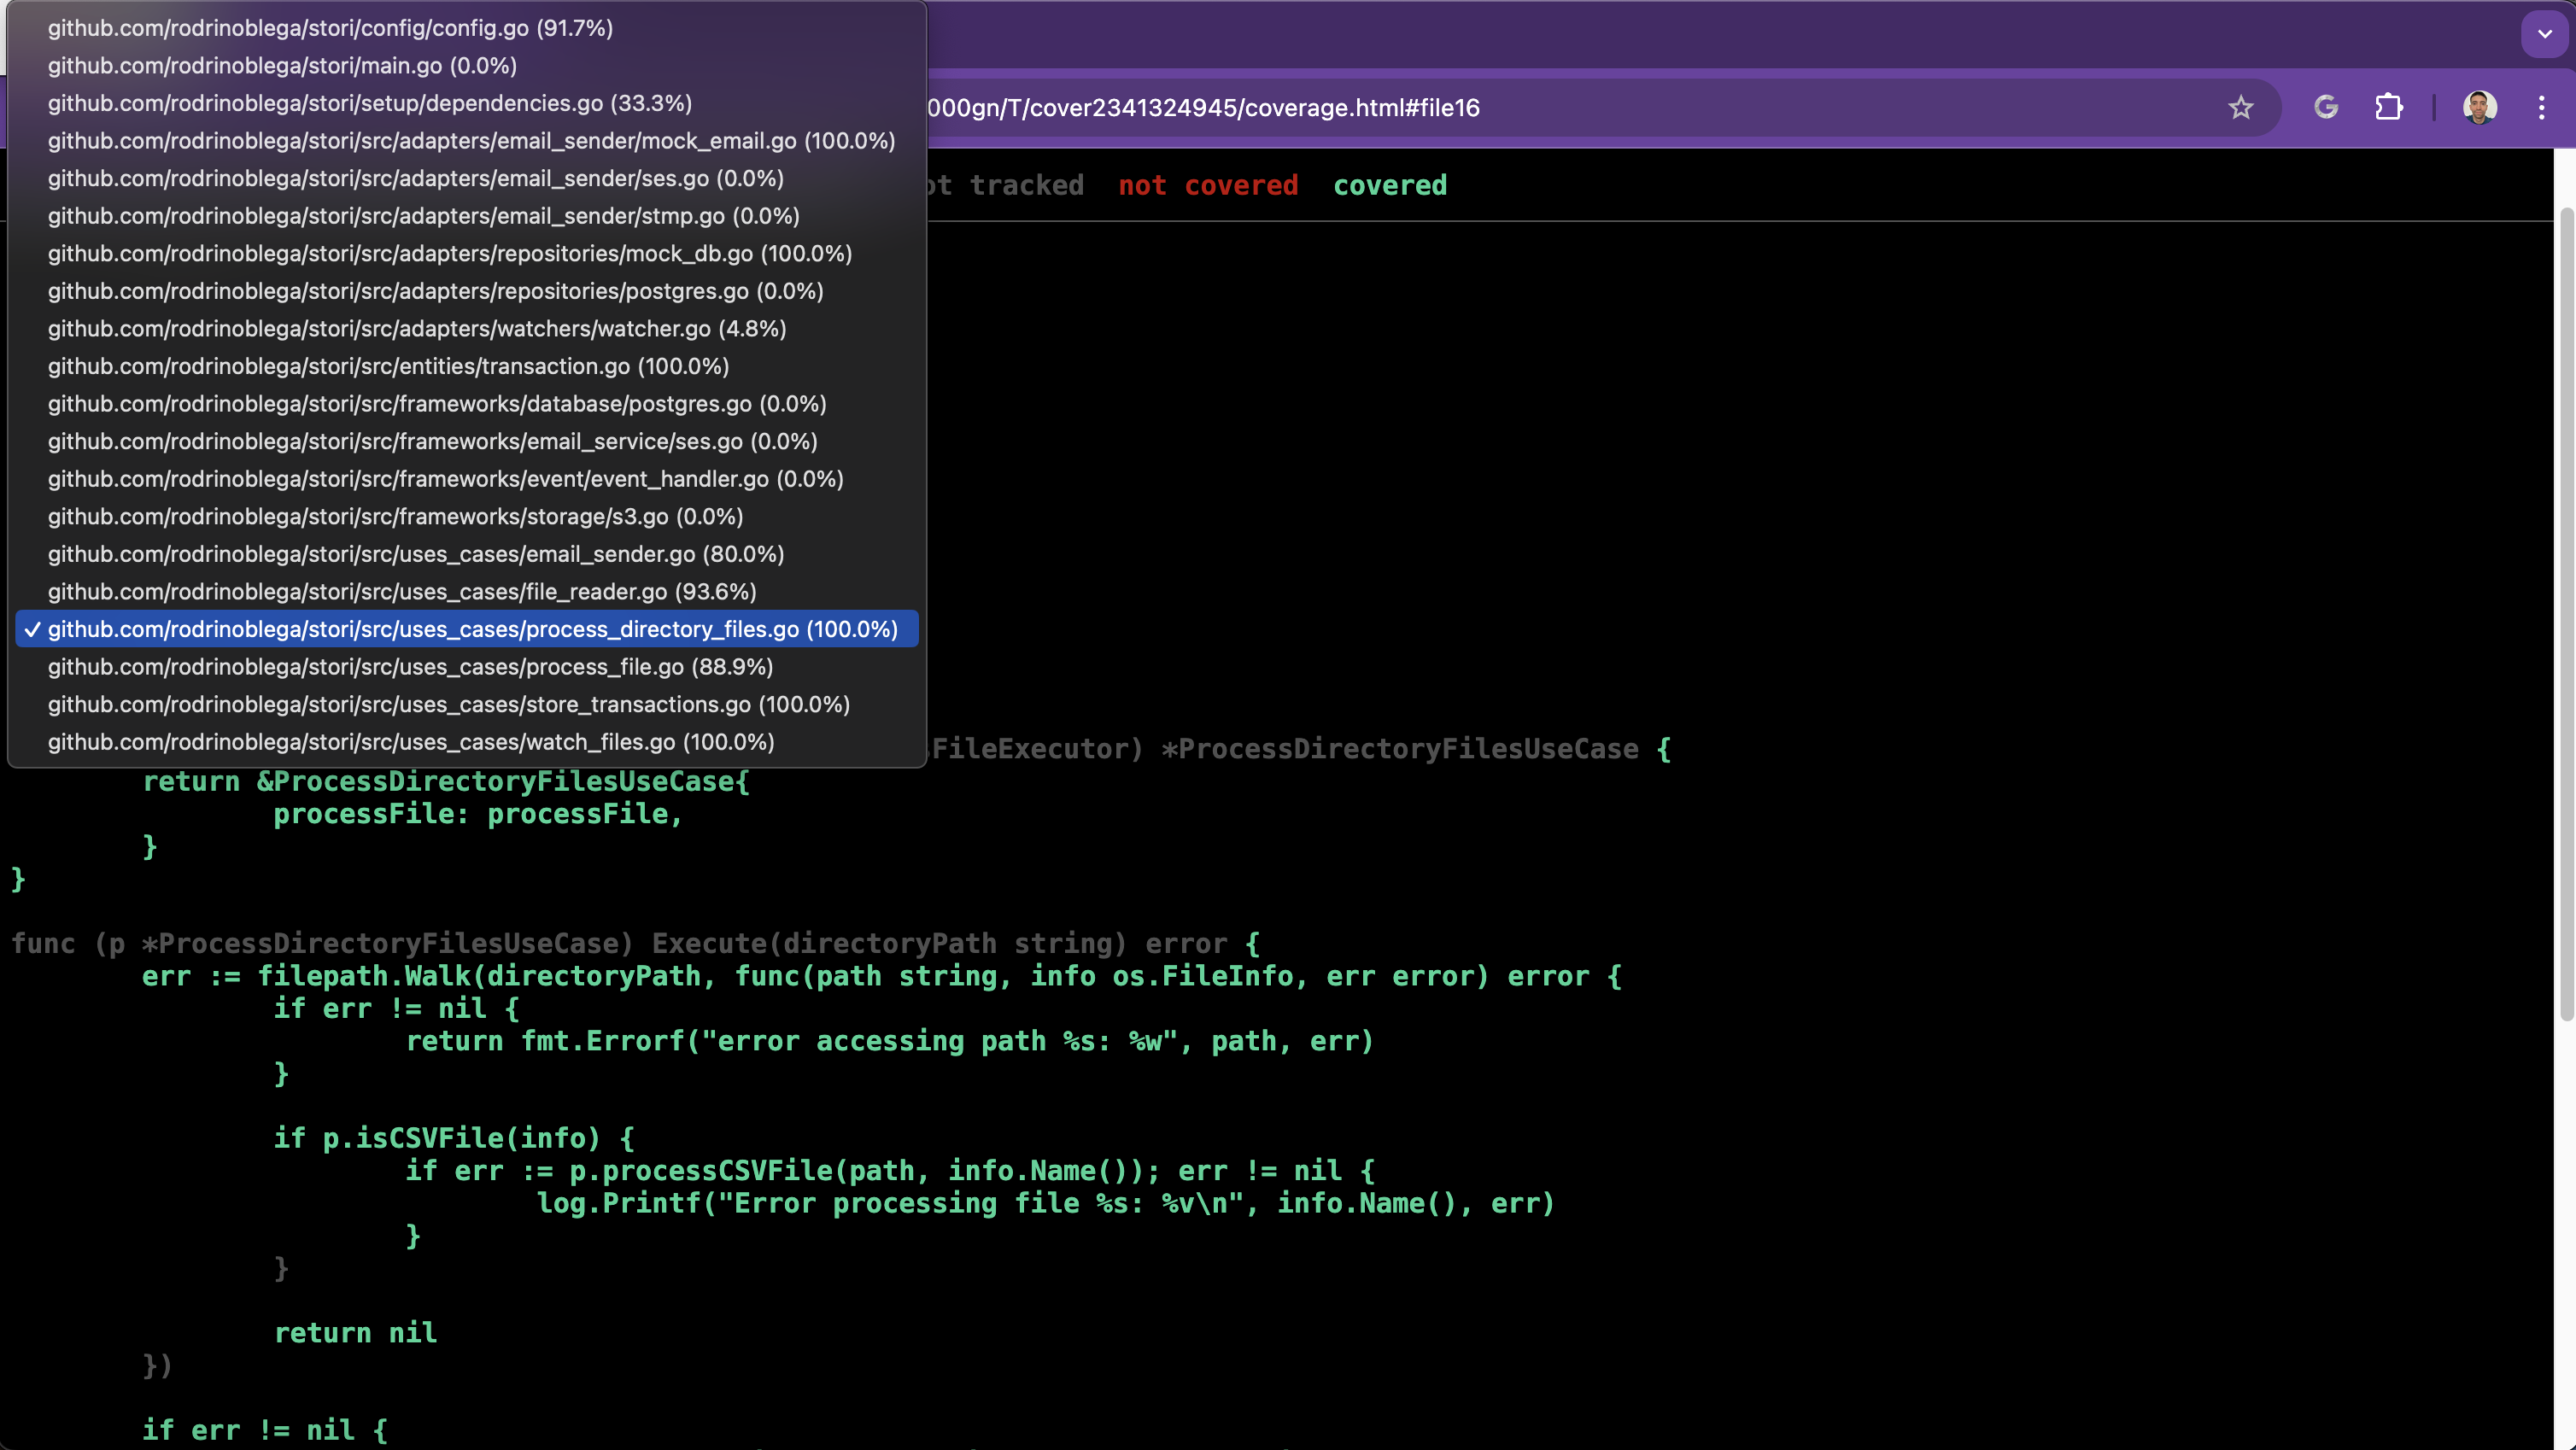 github.com/rodrinoblega/stori/config/config.go (91.7%)
github.com/rodrinoblega/stori/main.go (0.0%)
github.com/rodrinoblega/stori/setup/dependencies.go (33.3%)
github.com/rodrinoblega/stori/src/adapters/email_sender/mock_email.go (100.0%)
github.com/rodrinoblega/stori/src/adapters/email_sender/ses.go (0.0%)
github.com/rodrinoblega/stori/src/adapters/email_sender/stmp.go (0.0%)
github.com/rodrinoblega/stori/src/adapters/repositories/mock_db.go (100.0%)
github.com/rodrinoblega/stori/src/adapters/repositories/postgres.go (0.0%)
github.com/rodrinoblega/stori/src/adapters/watchers/watcher.go (4.8%)
github.com/rodrinoblega/stori/src/entities/transaction.go (100.0%)
github.com/rodrinoblega/stori/src/frameworks/database/postgres.go (0.0%)
github.com/rodrinoblega/stori/src/frameworks/email_service/ses.go (0.0%)
github.com/rodrinoblega/stori/src/frameworks/event/event_handler.go (0.0%)
github.com/rodrinoblega/stori/src/frameworks/storage/s3.go (0.0%)
github.com/rodrinoblega/stori/src/uses_cases/email_sender.go (80.0%)
github.com/rodrinoblega/stori/src/uses_cases/file_reader.go (93.6%)
✓ github.com/rodrinoblega/stori/src/uses_cases/process_directory_files.go (100.0%)
github.com/rodrinoblega/stori/src/uses_cases/process_file.go (88.9%)
github.com/rodrinoblega/stori/src/uses_cases/store_transactions.go (100.0%)
github.com/rodrinoblega/stori/src/uses_cases/watch_files.go (100.0%)
000gn/T/cover2341324945/coverage.html#file16
tracked not covered covered
FileExecutor) *ProcessDirectoryFilesUseCase {
return &ProcessDirectoryFilesUseCase{
processFile: processFile,
}
}
func (p *ProcessDirectoryFilesUseCase) Execute(directoryPath string) error {
err := filepath.Walk(directoryPath, func(path string, info os.FileInfo, err error) error {
if err != nil {
return fmt.Errorf("error accessing path %s: %w", path, err)
}
if p.isCSVFile(info) {
if err := p.processCSVFile(path, info.Name()); err != nil {
log.Printf("Error processing file %s: %v\n", info.Name(), err)
}
}
return nil
})
if err != nil {